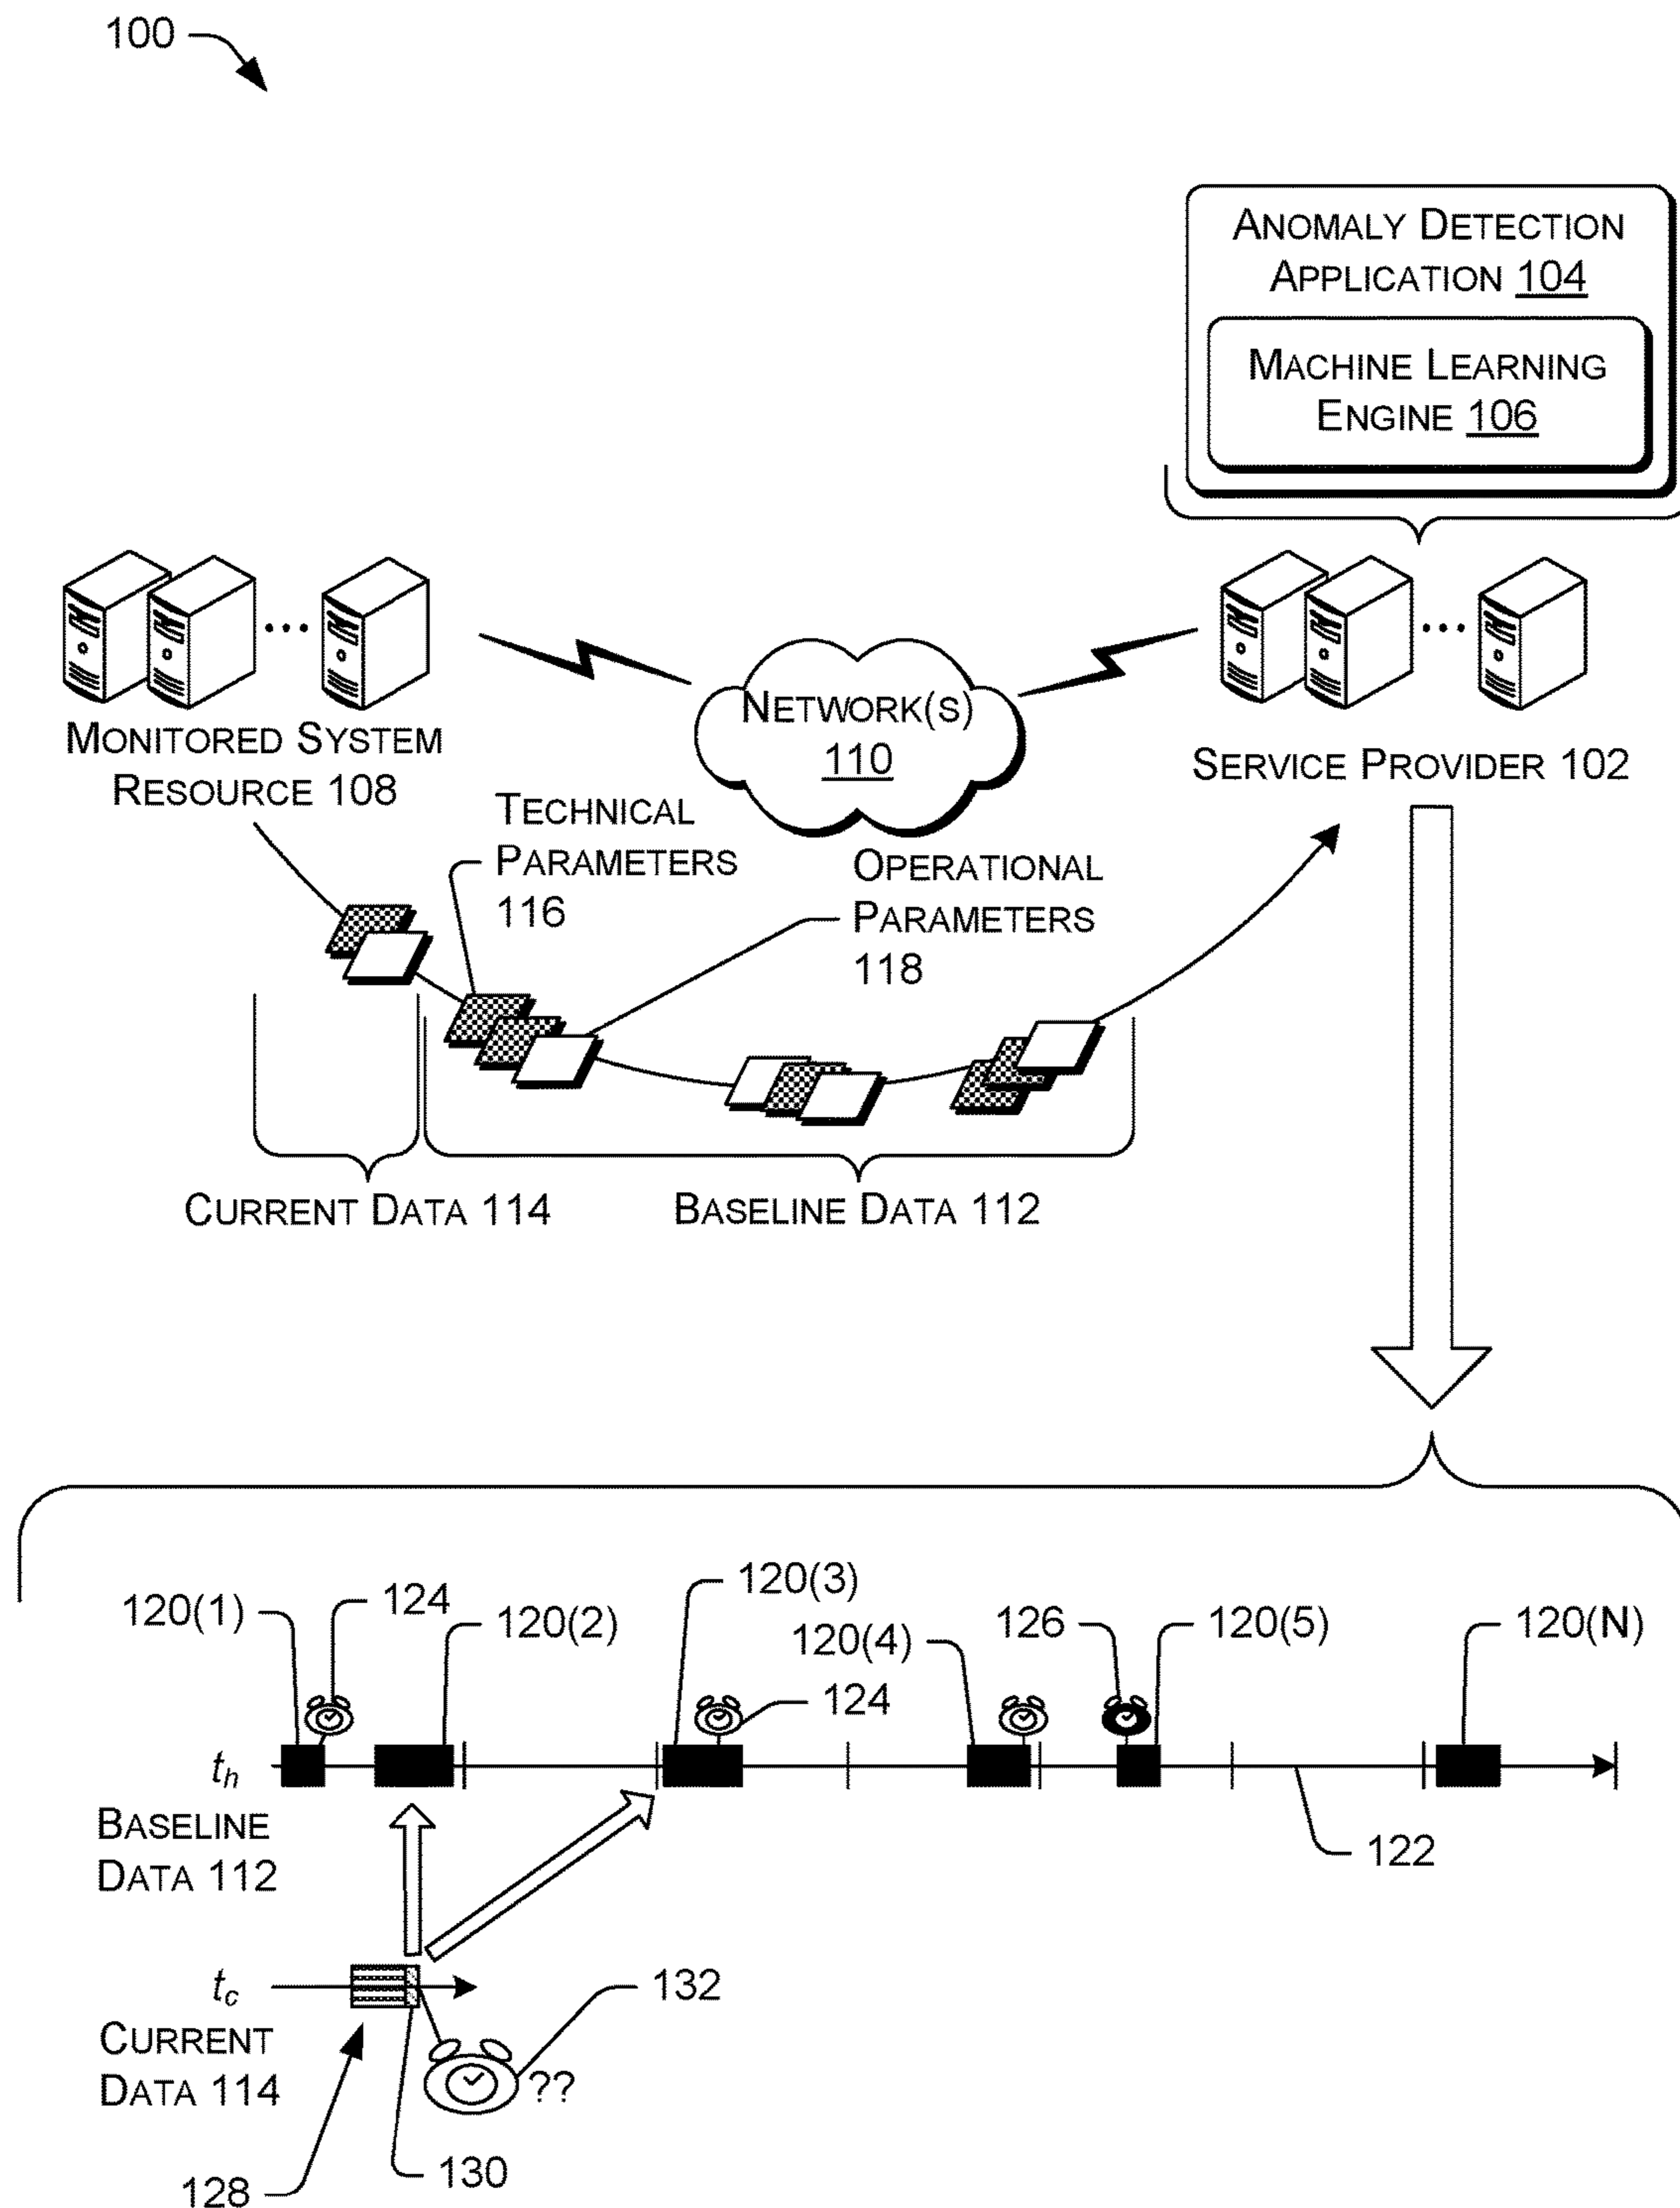 100
ANOMALY DETECTION
APPLICATION 104
MACHINE LEARNING
ENGINE 106
MONITORED SYSTEM
RESOURCE 108
NETWORK(S)
110
SERVICE PROVIDER 102
TECHNICAL
PARAMETERS
116
OPERATIONAL
PARAMETERS
118
CURRENT DATA 114
BASELINE DATA 112
120(1)
124
120(2)
120(3)
124
120(4)
126
120(5)
120(N)
th
BASELINE
DATA 112
122
tc
CURRENT
DATA 114
132
??
128
130